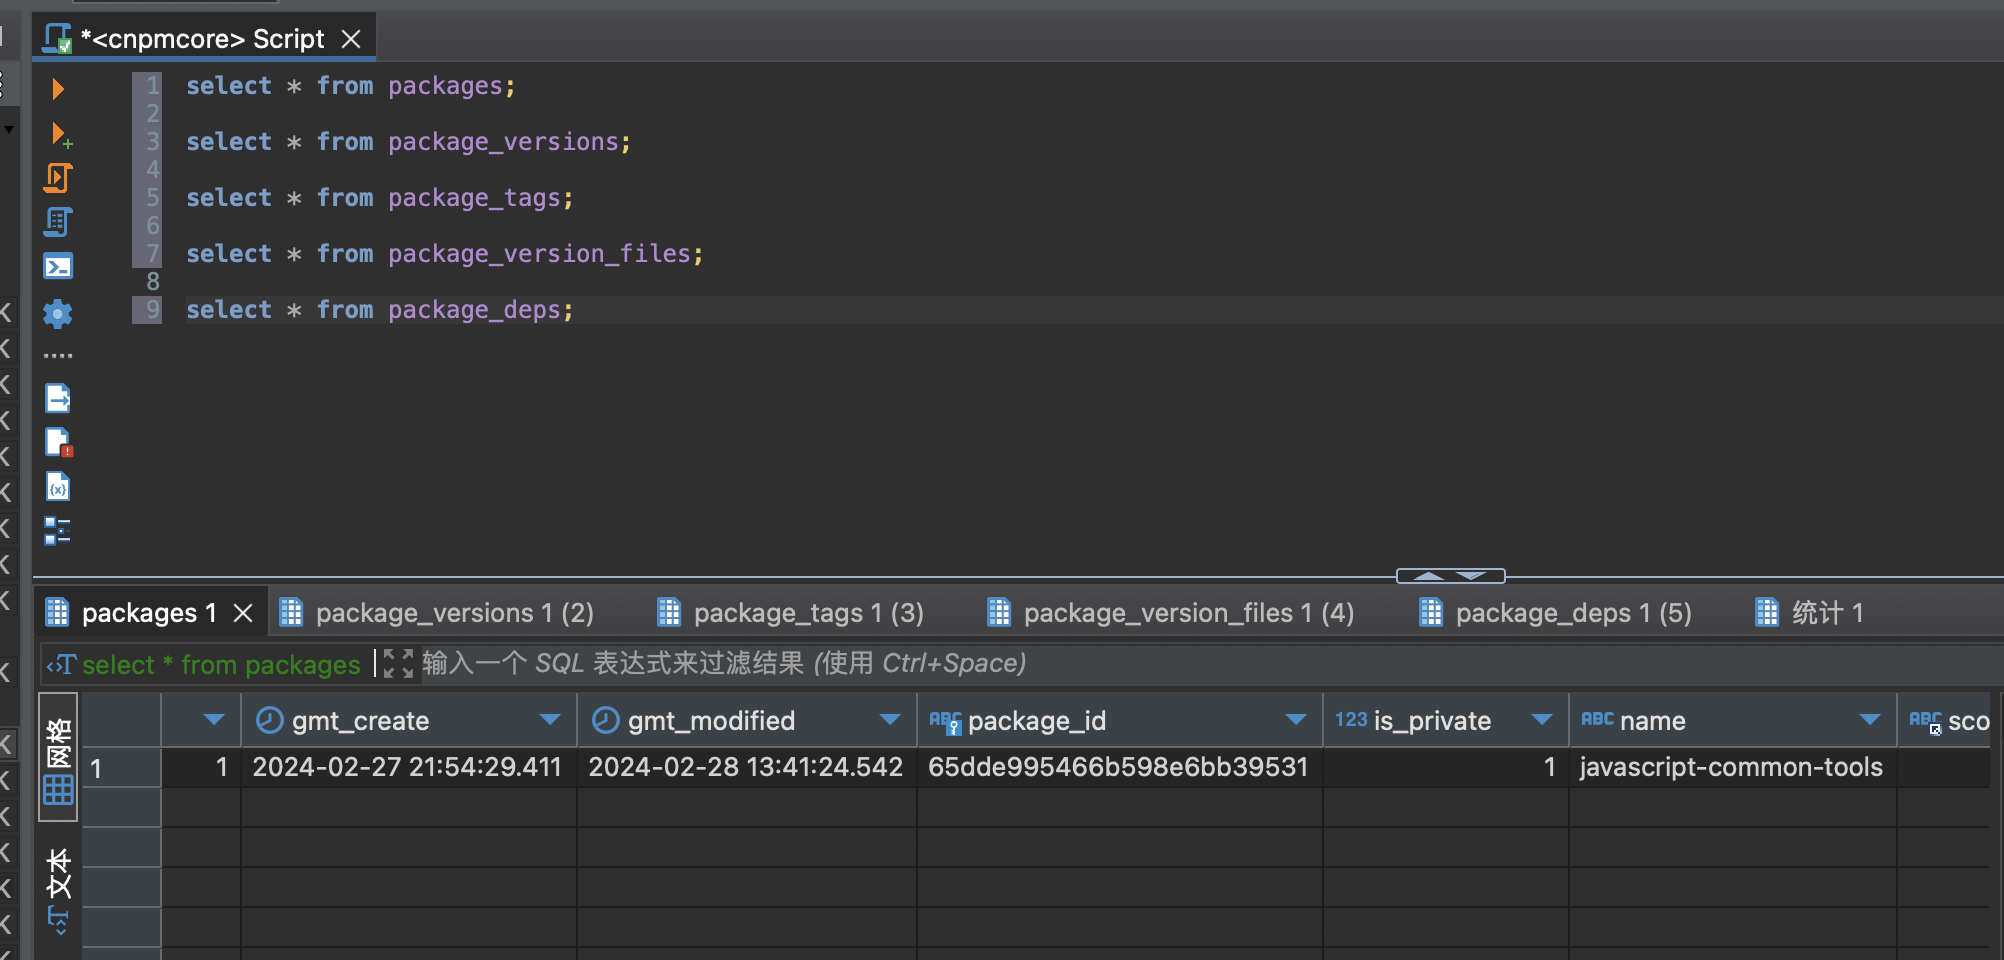 *<cnpmcore> Script
1 select * from packages;
2
3 select * from package_versions;
4
5 select * from package_tags;
6
7 select * from package_version_files;
8
9 select * from package_deps;
packages 1 package_versions 1 (2) package_tags 1 (3) package_version_files 1 (4) package_deps 1 (5) 统计 1
select * from packages 输入一个 SQL 表达式来过滤结果 (使用 Ctrl+Space)
网格
文本
gmt_create gmt_modified ABC package_id 123 is_private ABC name ABC sco
1 1 2024-02-27 21:54:29.411 2024-02-28 13:41:24.542 65dde995466b598e6bb39531 1 javascript-common-tools